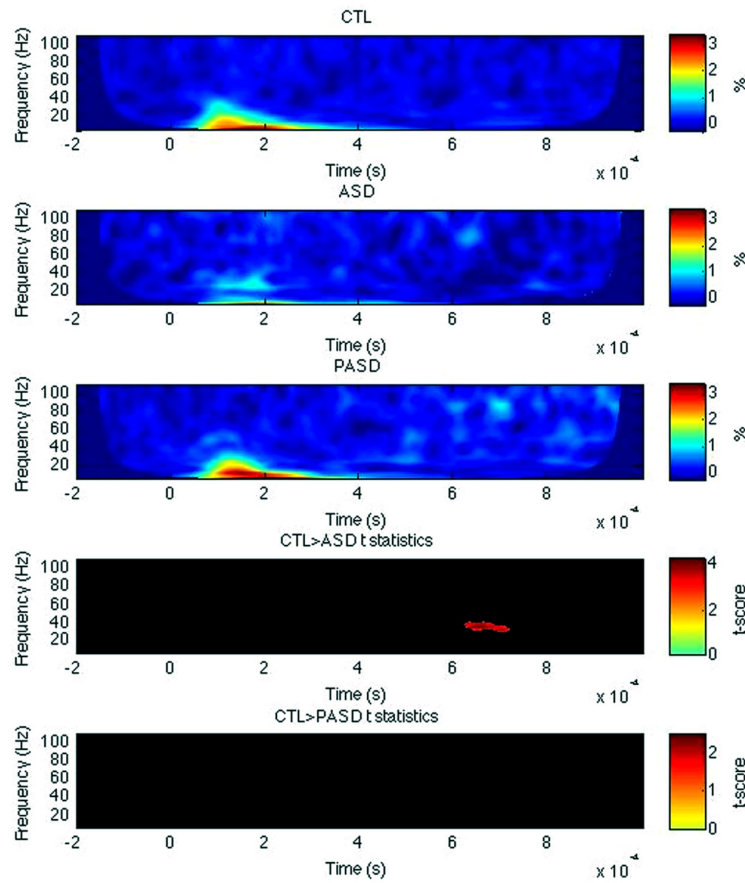 CTL
Frequency (Hz)
100
80
60
40
20
-2 0 2 4 6 8
Time (s)
x 10⁻⁴
3
2
1
0
%
ASD
Frequency (Hz)
100
80
60
40
20
-2 0 2 4 6 8
Time (s)
x 10⁻⁴
3
2
1
0
%
PASD
Frequency (Hz)
100
80
60
40
20
-2 0 2 4 6 8
Time (s)
x 10⁻⁴
3
2
1
0
%
CTL>ASD t statistics
Frequency (Hz)
100
80
60
40
20
-2 0 2 4 6 8
Time (s)
x 10⁻⁴
4
2
0
t-score
CTL>PASD t statistics
Frequency (Hz)
100
80
60
40
20
-2 0 2 4 6 8
Time (s)
x 10⁻⁴
2
1
0
t-score